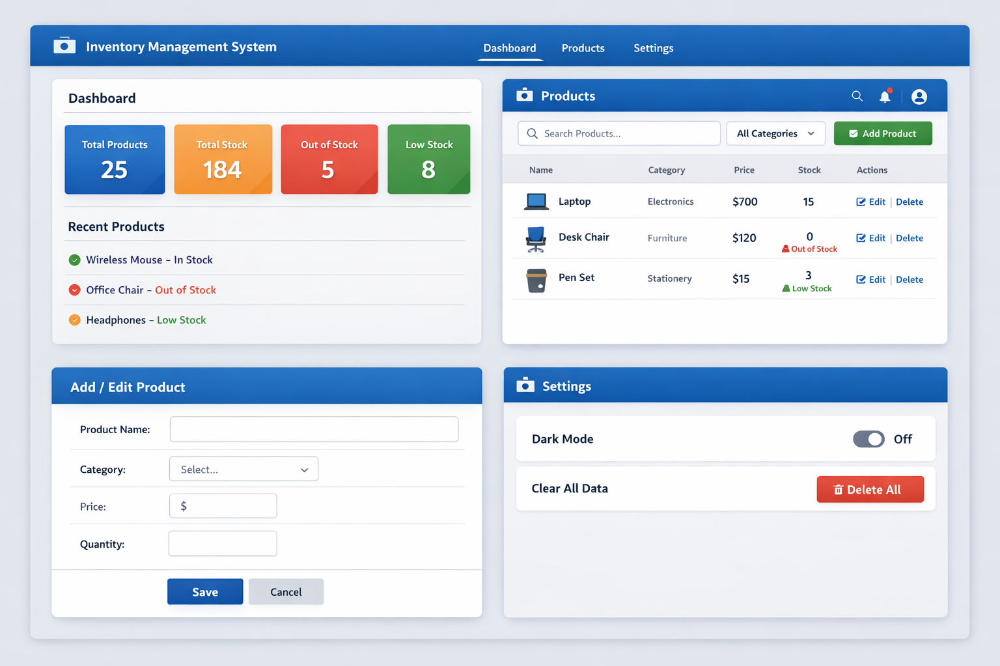 Inventory Management System
Dashboard Products Settings
Dashboard
Total Products
25
Total Stock
184
Out of Stock
5
Low Stock
8
Recent Products
Wireless Mouse – In Stock
Office Chair – Out of Stock
Headphones – Low Stock
Products
Search Products...
All Categories
Add Product
Name Category Price Stock Actions
Laptop Electronics $700 15 Edit | Delete
Desk Chair Furniture $120 0 Edit | Delete
Out of Stock
Pen Set Stationery $15 3 Edit | Delete
Low Stock
Add / Edit Product
Product Name:
Category: Select...
Price: $
Quantity:
Save Cancel
Settings
Dark Mode Off
Clear All Data Delete All